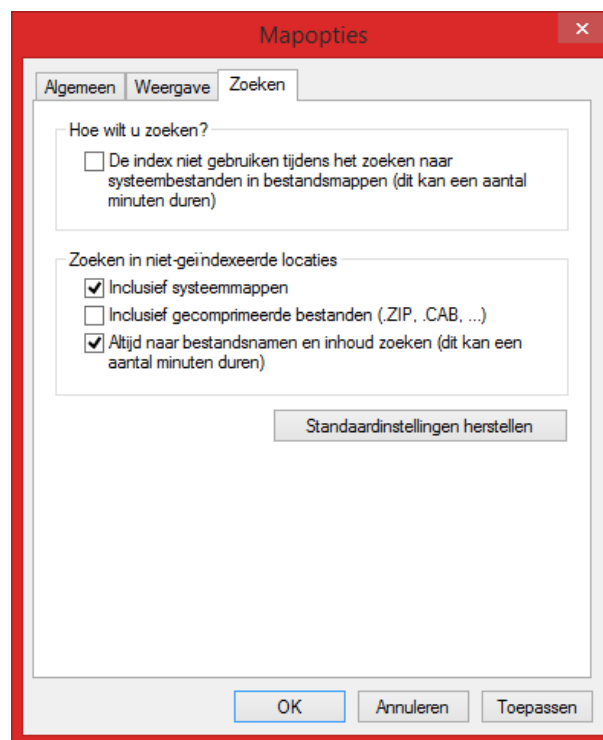 Mapopties
Algemeen
Weergave
Zoeken
Hoe wilt u zoeken?
De index niet gebruiken tijdens het zoeken naar
systeembestanden in bestandsmappen (dit kan een aantal
minuten duren)
Zoeken in niet-geïndexeerde locaties
Inclusief systeemmappen
Inclusief gecomprimeerde bestanden (.ZIP, .CAB, ...)
Altijd naar bestandsnamen en inhoud zoeken (dit kan een
aantal minuten duren)
Standaardinstellingen herstellen
OK
Annuleren
Toepassen